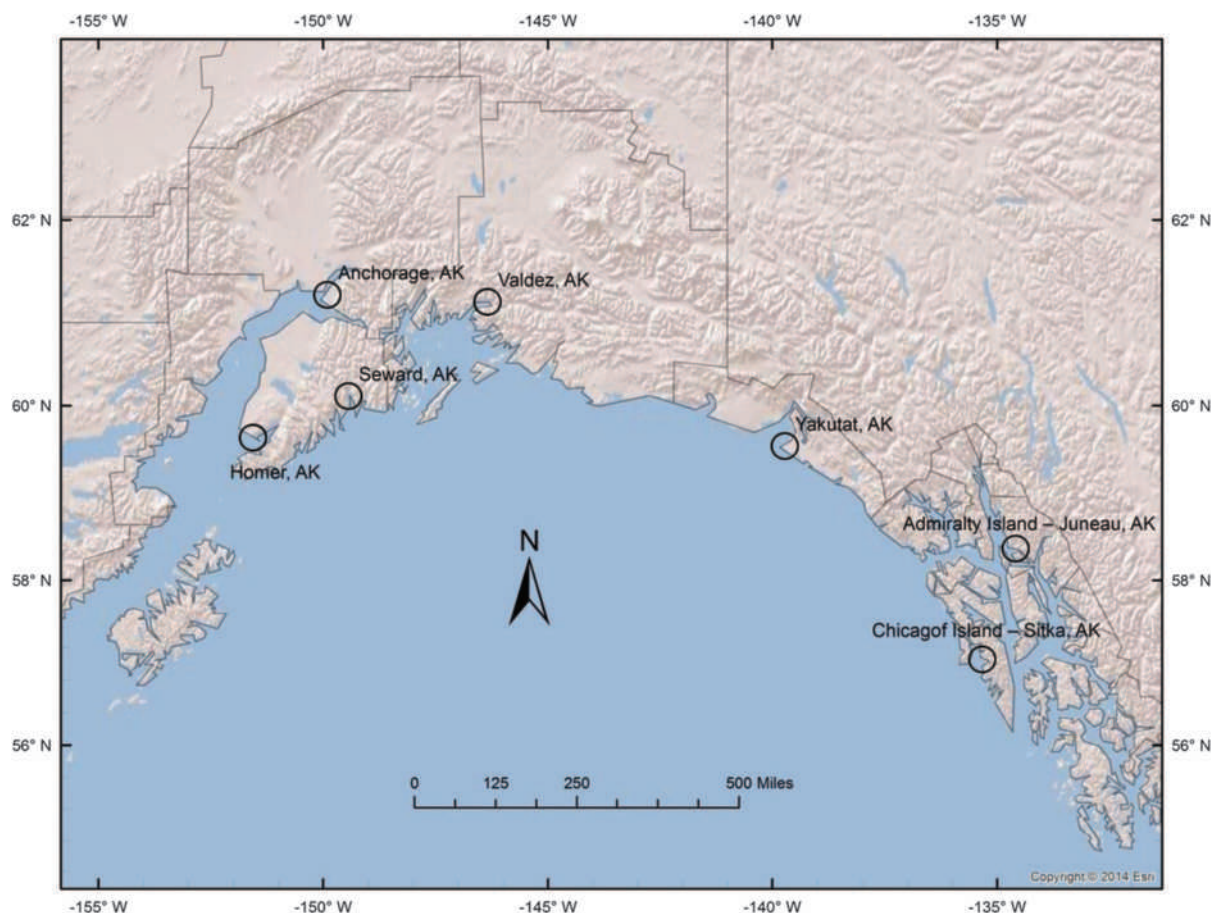 -155° W -150° W -145° W -140° W -135° W
62° N 62° N
Anchorage, AK
Valdez, AK
Seward, AK
60° N 60° N
Yakutat, AK
Homer, AK
Admiralty Island – Juneau, AK
N
58° N 58° N
Chicagof Island – Sitka, AK
56° N 56° N
0 125 250 500 Miles
Copyright © 2014 Esri
-155° W -150° W -145° W -140° W -135° W